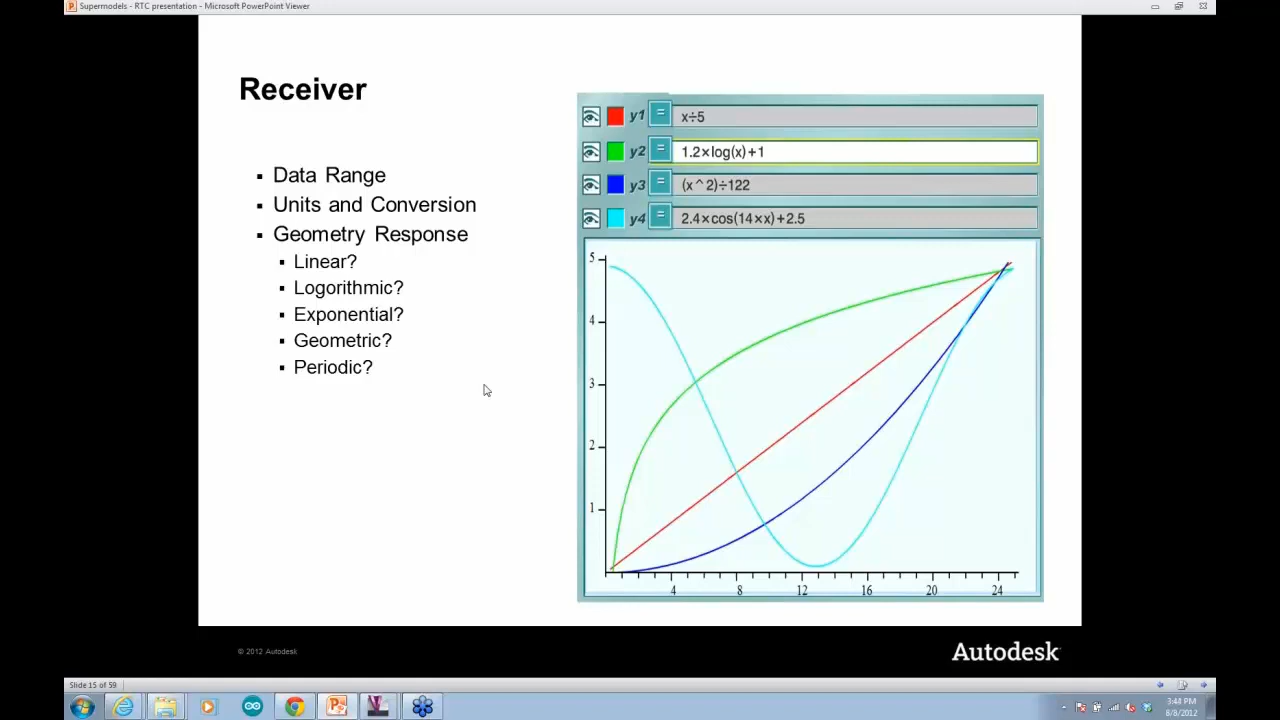 Supermodels - RTC presentation - Microsoft PowerPoint Viewer
Receiver
Data Range
Units and Conversion
Geometry Response
Linear?
Logorithmic?
Exponential?
Geometric?
Periodic?
y1 = x÷5
y2 = 1.2×log(x)+1
y3 = (x^2)÷122
y4 = 2.4×cos(14×x)+2.5
5
4
3
2
1
4 8 12 16 20 24
© 2012 Autodesk
Autodesk
Slide 15 of 59
3:44 PM
8/8/2012